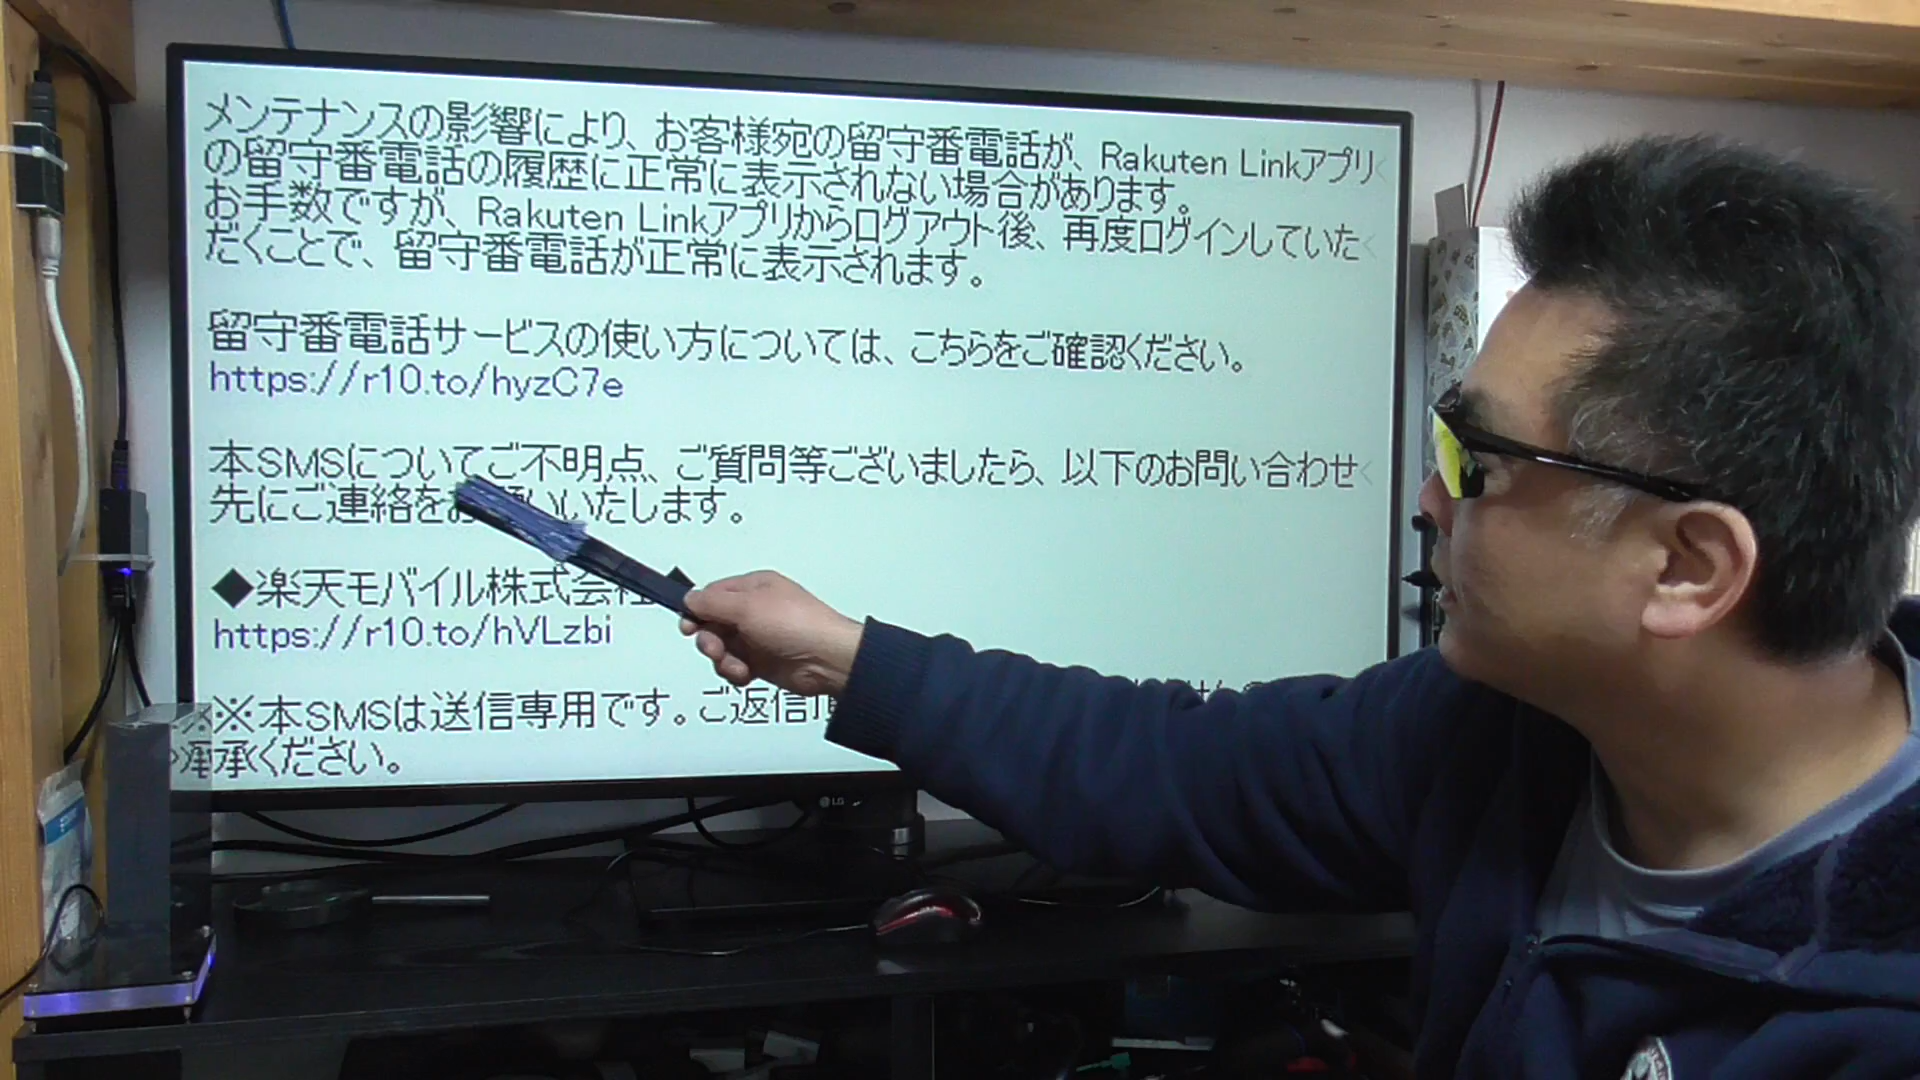 メンテナンスの影響により、お客様宛の留守番電話が、Rakuten Linkアプリ
の留守番電話の履歴に正常に表示されない場合があります。
お手数ですが、Rakuten Linkアプリからログアウト後、再度ログインしていた
だくことで、留守番電話が正常に表示されます。
留守番電話サービスの使い方については、こちらをご確認ください。
https://r10.to/hyzC7e
本SMSについてご不明点、ご質問等ございましたら、以下のお問い合わせ
先にご連絡をお願いいたします。
◆楽天モバイル株式会社◆
https://r10.to/hVLzbi
※本SMSは送信専用です。ご返信
承ください。
LG